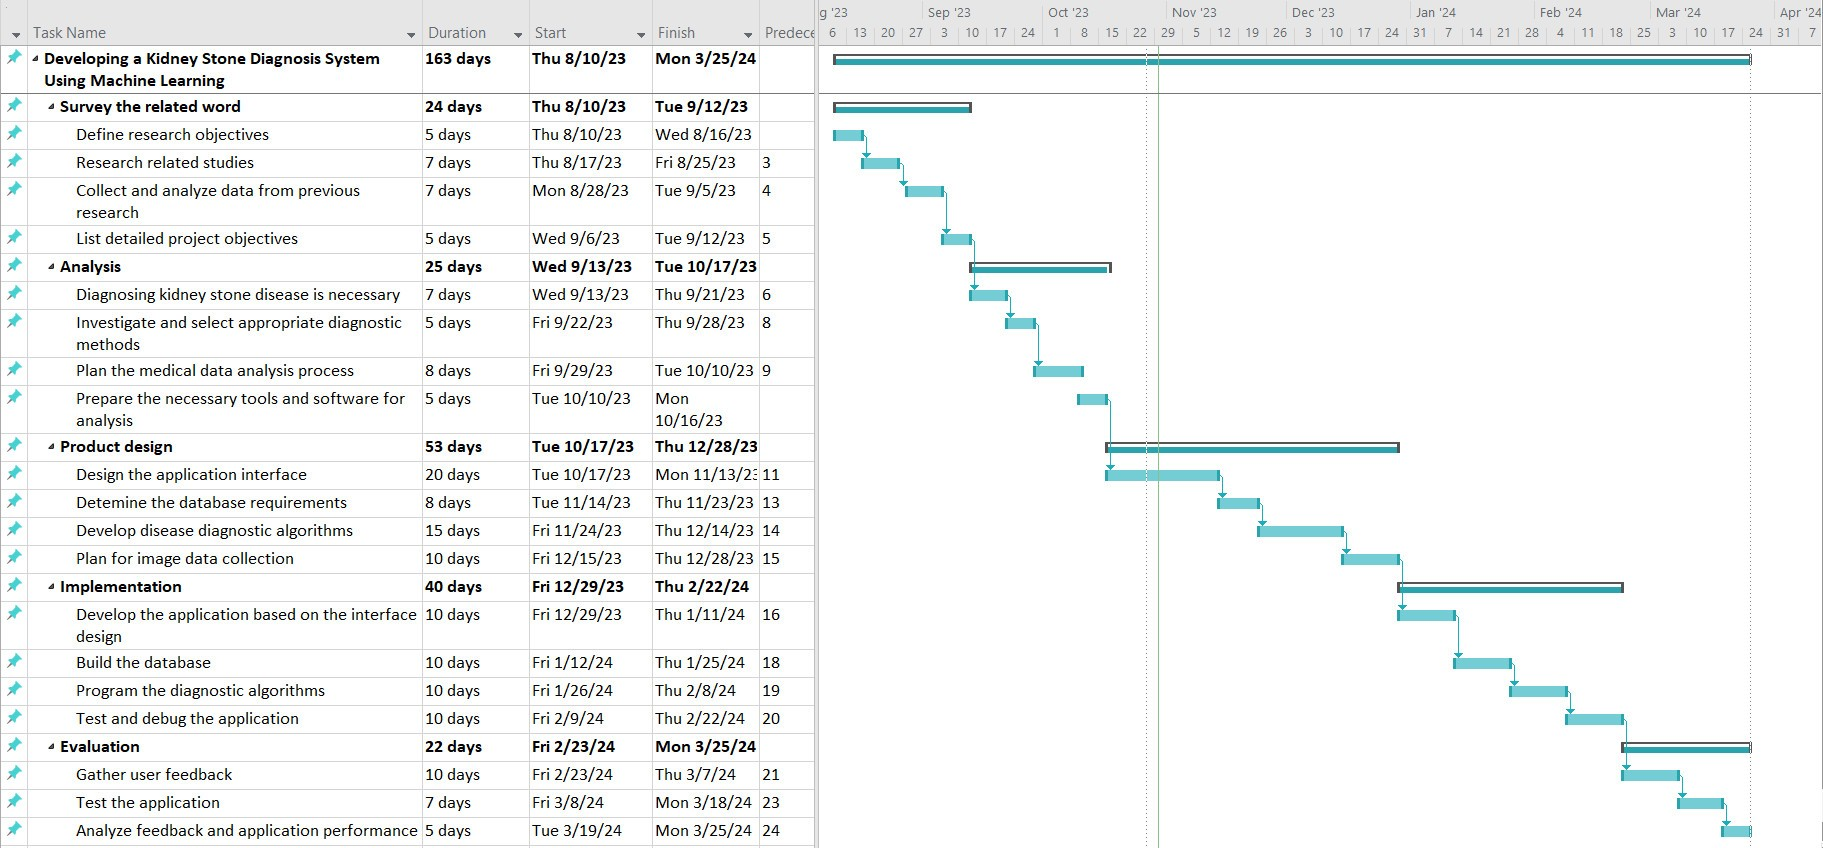 g '23 Sep '23 Oct '23 Nov '23 Dec '23 Jan '24 Feb '24 Mar '24 Apr '24
Task Name Duration Start Finish Predece 6 13 20 27 3 10 17 24 1 8 15 22 29 5 12 19 26 3 10 17 24 31 7 14 21 28 4 11 18 25 3 10 17 24 31 7
Developing a Kidney Stone Diagnosis System 163 days Thu 8/10/23 Mon 3/25/24
Using Machine Learning
Survey the related word 24 days Thu 8/10/23 Tue 9/12/23
Define research objectives 5 days Thu 8/10/23 Wed 8/16/23
Research related studies 7 days Thu 8/17/23 Fri 8/25/23 3
Collect and analyze data from previous 7 days Mon 8/28/23 Tue 9/5/23 4
research
List detailed project objectives 5 days Wed 9/6/23 Tue 9/12/23 5
Analysis 25 days Wed 9/13/23 Tue 10/17/23
Diagnosing kidney stone disease is necessary 7 days Wed 9/13/23 Thu 9/21/23 6
Investigate and select appropriate diagnostic 5 days Fri 9/22/23 Thu 9/28/23 8
methods
Plan the medical data analysis process 8 days Fri 9/29/23 Tue 10/10/23 9
Prepare the necessary tools and software for 5 days Tue 10/10/23 Mon
analysis 10/16/23
Product design 53 days Tue 10/17/23 Thu 12/28/23
Design the application interface 20 days Tue 10/17/23 Mon 11/13/23 11
Detemine the database requirements 8 days Tue 11/14/23 Thu 11/23/23 13
Develop disease diagnostic algorithms 15 days Fri 11/24/23 Thu 12/14/23 14
Plan for image data collection 10 days Fri 12/15/23 Thu 12/28/23 15
Implementation 40 days Fri 12/29/23 Thu 2/22/24
Develop the application based on the interface 10 days Fri 12/29/23 Thu 1/11/24 16
design
Build the database 10 days Fri 1/12/24 Thu 1/25/24 18
Program the diagnostic algorithms 10 days Fri 1/26/24 Thu 2/8/24 19
Test and debug the application 10 days Fri 2/9/24 Thu 2/22/24 20
Evaluation 22 days Fri 2/23/24 Mon 3/25/24
Gather user feedback 10 days Fri 2/23/24 Thu 3/7/24 21
Test the application 7 days Fri 3/8/24 Mon 3/18/24 23
Analyze feedback and application performance 5 days Tue 3/19/24 Mon 3/25/24 24